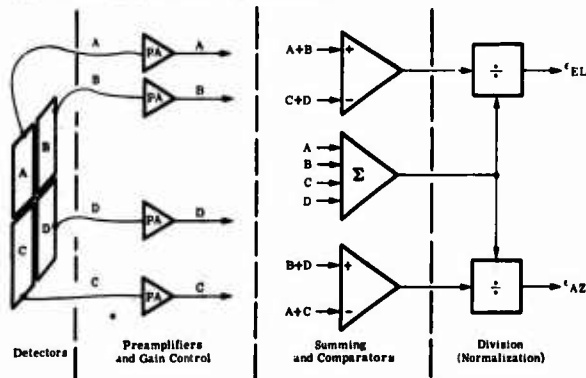 A
PA
A
B
PA
B
A
B
C
D
D
PA
D
C
PA
C
A+B
+
C+D
−
÷
εEL
A
B
C
D
Σ
B+D
+
A+C
−
÷
εAZ
Detectors
Preamplifiers
and Gain Control
Summing
and Comparators
Division
(Normalization)